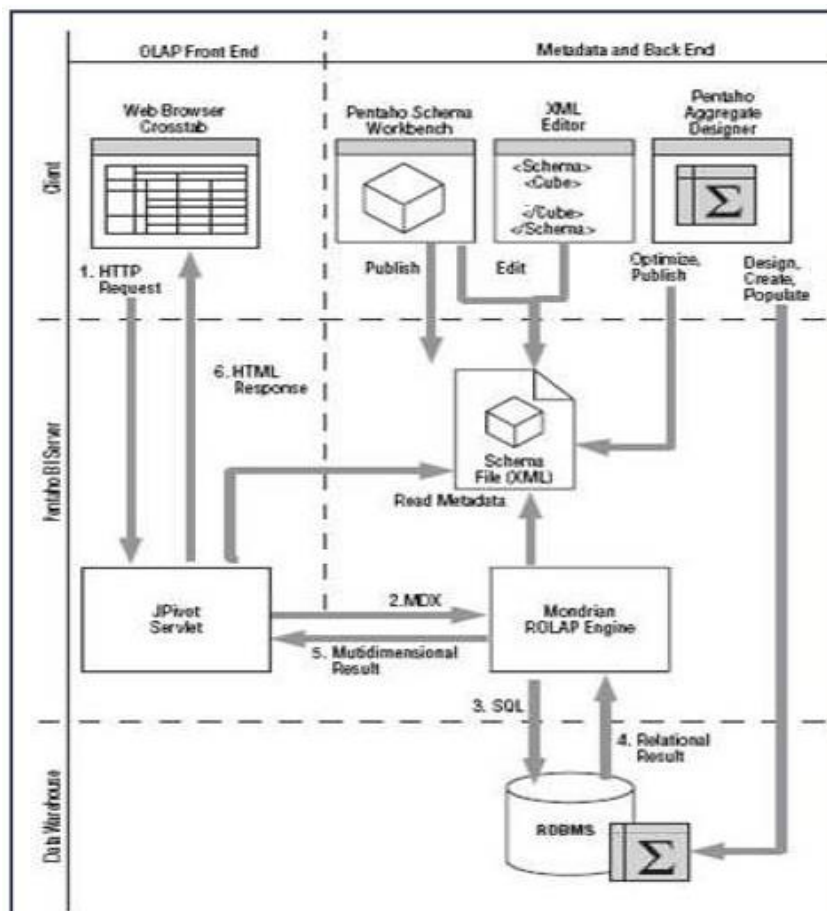 OLAP Front End
Metadata and Back End
Client
Web Browser
Crosstab
Pentaho Schema
Workbench
XML
Editor
Pentaho
Aggregate
Designer
<Schema>
<Cube>
</Cube>
</Schema>
Σ
1. HTTP
Request
Publish
Edit
Optimize,
Publish
Design,
Create,
Populate
Pentaho BI Server
6. HTML
Response
Schema
File (XML)
Read Metadata
JPivot
Servlet
2.MDX
5. Mutidimensional
Result
Mondrian
ROLAP Engine
3. SQL
4. Relational
Result
Data Warehouse
RDBMS
Σ